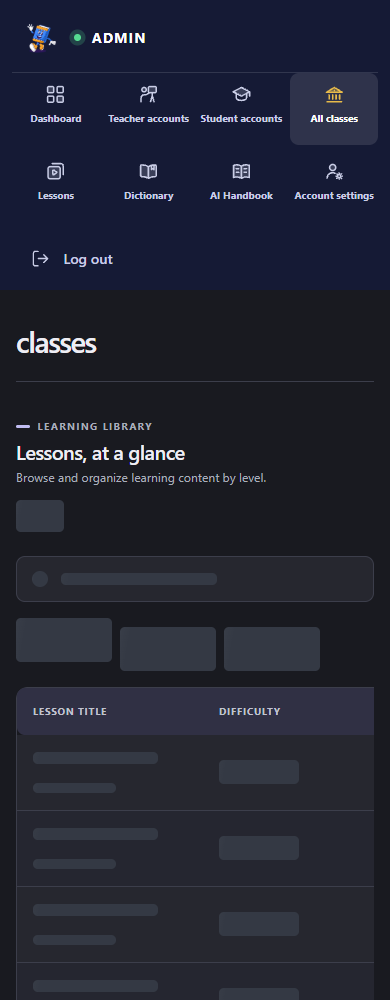 ADMIN
Dashboard
Teacher accounts
Student accounts
All classes
Lessons
Dictionary
AI Handbook
Account settings
Log out
classes
LEARNING LIBRARY
Lessons, at a glance
Browse and organize learning content by level.
LESSON TITLE DIFFICULTY